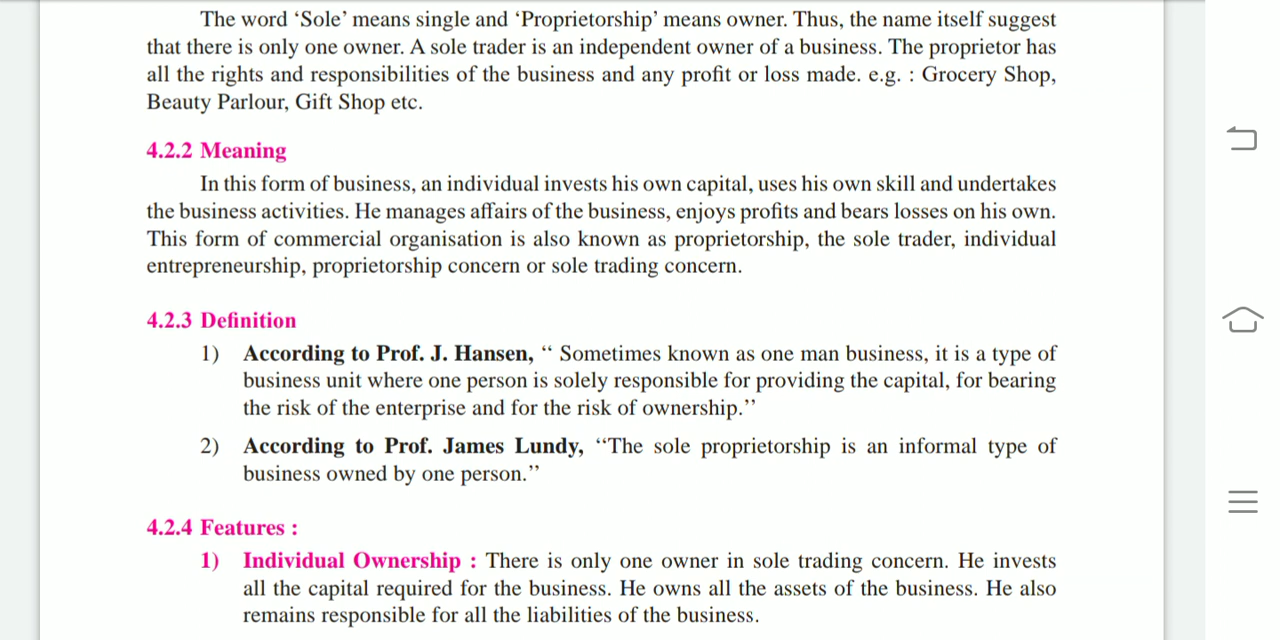 The word ‘Sole’ means single and ‘Proprietorship’ means owner. Thus, the name itself suggest
that there is only one owner. A sole trader is an independent owner of a business. The proprietor has
all the rights and responsibilities of the business and any profit or loss made. e.g. : Grocery Shop,
Beauty Parlour, Gift Shop etc.
4.2.2 Meaning
In this form of business, an individual invests his own capital, uses his own skill and undertakes
the business activities. He manages affairs of the business, enjoys profits and bears losses on his own.
This form of commercial organisation is also known as proprietorship, the sole trader, individual
entrepreneurship, proprietorship concern or sole trading concern.
4.2.3 Definition
1) According to Prof. J. Hansen, ‘‘ Sometimes known as one man business, it is a type of
business unit where one person is solely responsible for providing the capital, for bearing
the risk of the enterprise and for the risk of ownership.’’
2) According to Prof. James Lundy, ‘‘The sole proprietorship is an informal type of
business owned by one person.’’
4.2.4 Features :
1) Individual Ownership : There is only one owner in sole trading concern. He invests
all the capital required for the business. He owns all the assets of the business. He also
remains responsible for all the liabilities of the business.